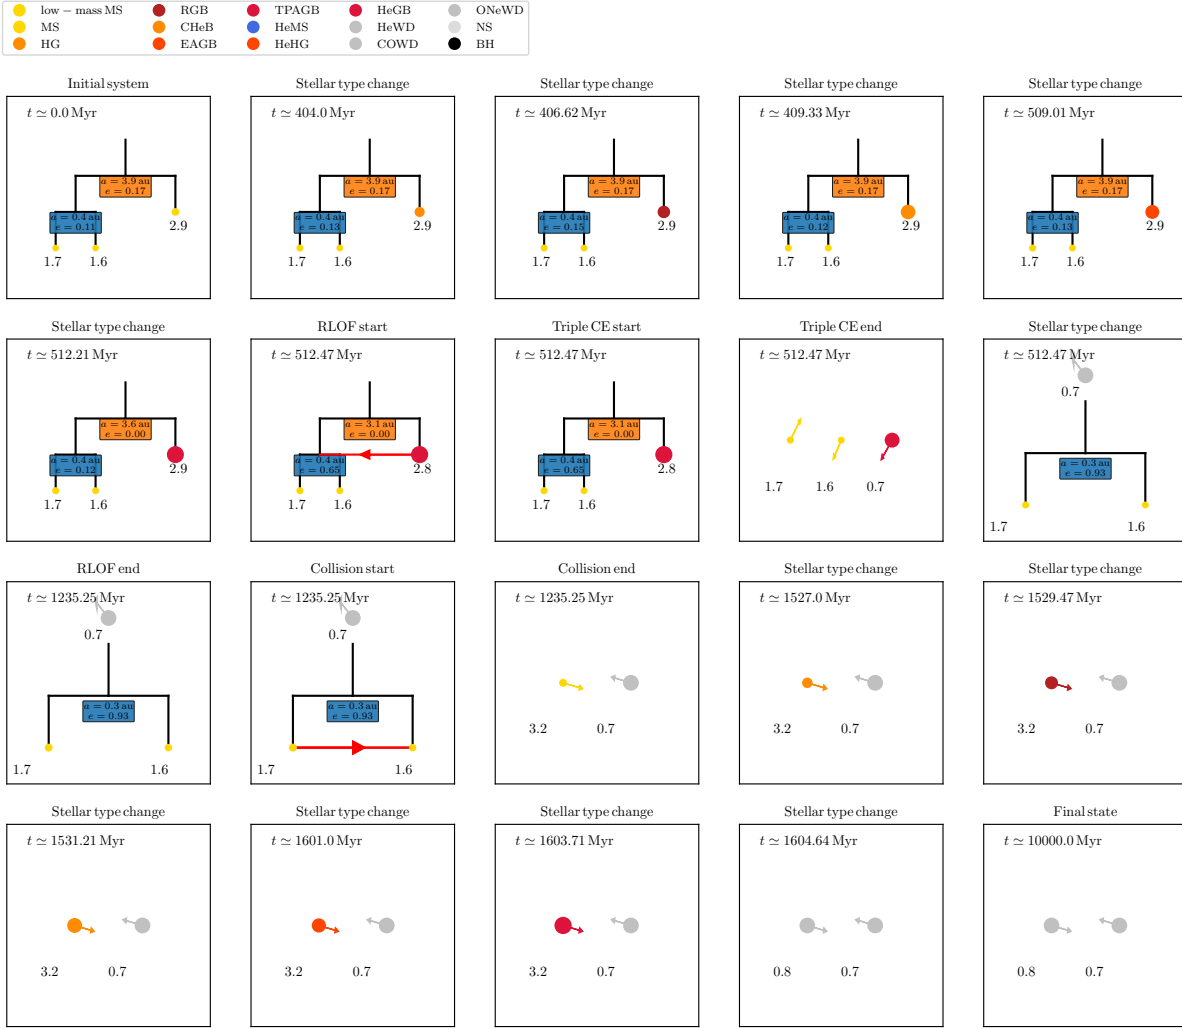 low − mass MS
MS
HG
RGB
CHeB
EAGB
TPAGB
HeMS
HeHG
HeGB
HeWD
COWD
ONeWD
NS
BH
Initial system
t ≃ 0.0 Myr
a = 3.9 au
e = 0.17
2.9
a = 0.4 au
e = 0.11
1.7 1.6
Stellar type change
t ≃ 404.0 Myr
a = 3.9 au
e = 0.17
2.9
a = 0.4 au
e = 0.13
1.7 1.6
Stellar type change
t ≃ 406.62 Myr
a = 3.9 au
e = 0.17
2.9
a = 0.4 au
e = 0.15
1.7 1.6
Stellar type change
t ≃ 409.33 Myr
a = 3.9 au
e = 0.17
2.9
a = 0.4 au
e = 0.12
1.7 1.6
Stellar type change
t ≃ 509.01 Myr
a = 3.9 au
e = 0.17
2.9
a = 0.4 au
e = 0.13
1.7 1.6
Stellar type change
t ≃ 512.21 Myr
a = 3.6 au
e = 0.00
2.9
a = 0.4 au
e = 0.12
1.7 1.6
RLOF start
t ≃ 512.47 Myr
a = 3.1 au
e = 0.00
2.8
a = 0.4 au
e = 0.65
1.7 1.6
Triple CE start
t ≃ 512.47 Myr
a = 3.1 au
e = 0.00
2.8
a = 0.4 au
e = 0.65
1.7 1.6
Triple CE end
t ≃ 512.47 Myr
1.7 1.6 0.7
Stellar type change
t ≃ 512.47 Myr
0.7
a = 0.3 au
e = 0.93
1.7 1.6
RLOF end
t ≃ 1235.25 Myr
0.7
a = 0.3 au
e = 0.93
1.7 1.6
Collision start
t ≃ 1235.25 Myr
0.7
a = 0.3 au
e = 0.93
1.7 1.6
Collision end
t ≃ 1235.25 Myr
3.2 0.7
Stellar type change
t ≃ 1527.0 Myr
3.2 0.7
Stellar type change
t ≃ 1529.47 Myr
3.2 0.7
Stellar type change
t ≃ 1531.21 Myr
3.2 0.7
Stellar type change
t ≃ 1601.0 Myr
3.2 0.7
Stellar type change
t ≃ 1603.71 Myr
3.2 0.7
Stellar type change
t ≃ 1604.64 Myr
0.8 0.7
Final state
t ≃ 10000.0 Myr
0.8 0.7